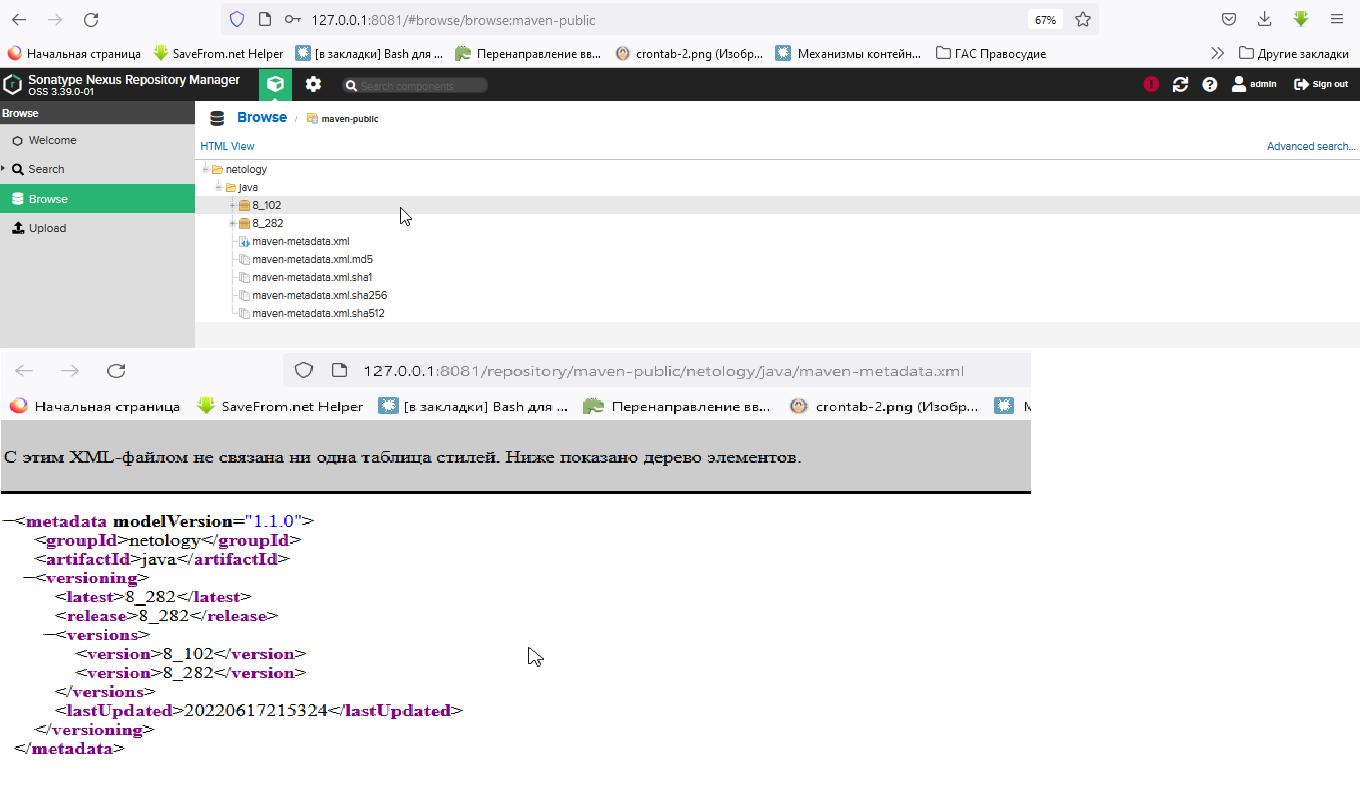 127.0.0.1:8081/#browse/browse:maven-public 67%
Начальная страница SaveFrom.net Helper [в закладки] Bash для ... Перенаправление вв... crontab-2.png (Изобр... Механизмы контейн... ГАС Правосудие Другие закладки
Sonatype Nexus Repository Manager
OSS 3.39.0-01
Search components
admin Sign out
Browse
Welcome
Search
Browse
Upload
Browse / maven-public
HTML View Advanced search...
netology
java
8_102
8_282
maven-metadata.xml
maven-metadata.xml.md5
maven-metadata.xml.sha1
maven-metadata.xml.sha256
maven-metadata.xml.sha512
127.0.0.1:8081/repository/maven-public/netology/java/maven-metadata.xml
Начальная страница SaveFrom.net Helper [в закладки] Bash для ... Перенаправление вв... crontab-2.png (Изобр... М
С этим XML-файлом не связана ни одна таблица стилей. Ниже показано дерево элементов.
—<metadata modelVersion="1.1.0">
<groupId>netology</groupId>
<artifactId>java</artifactId>
—<versioning>
<latest>8_282</latest>
<release>8_282</release>
—<versions>
<version>8_102</version>
<version>8_282</version>
</versions>
<lastUpdated>20220617215324</lastUpdated>
</versioning>
</metadata>